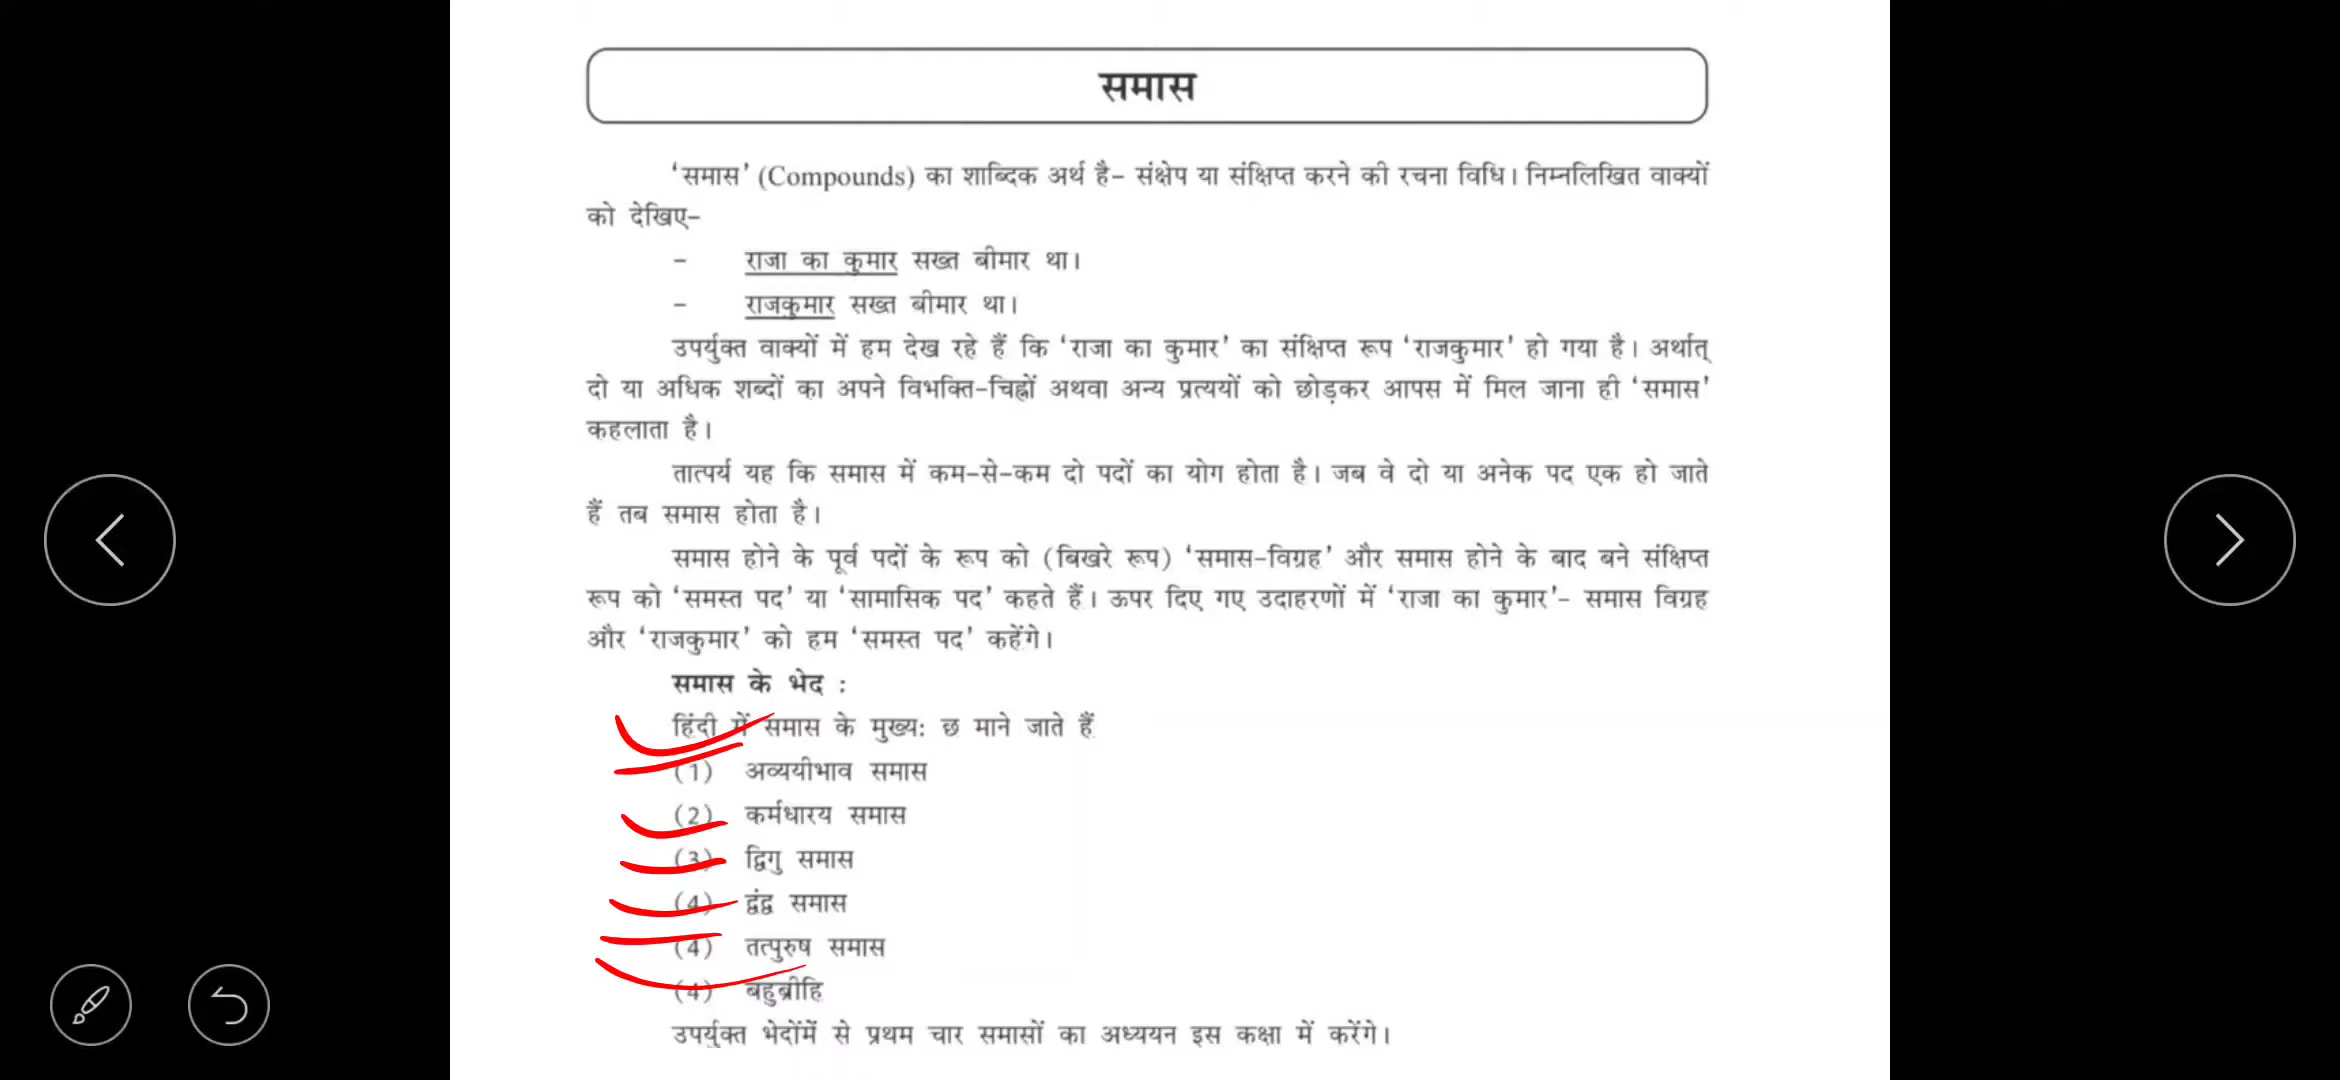 समास
‘समास’ (Compounds) का शाब्दिक अर्थ है– संक्षेप या संक्षिप्त करने की रचना विधि। निम्नलिखित वाक्यों
को देखिए–
– राजा का कुमार सख्त बीमार था।
– राजकुमार सख्त बीमार था।
उपर्युक्त वाक्यों में हम देख रहे हैं कि ‘राजा का कुमार’ का संक्षिप्त रूप ‘राजकुमार’ हो गया है। अर्थात्
दो या अधिक शब्दों का अपने विभक्ति-चिह्नों अथवा अन्य प्रत्ययों को छोड़कर आपस में मिल जाना ही ‘समास’
कहलाता है।
तात्पर्य यह कि समास में कम-से-कम दो पदों का योग होता है। जब वे दो या अनेक पद एक हो जाते
हैं तब समास होता है।
समास होने के पूर्व पदों के रूप को (बिखरे रूप) ‘समास-विग्रह’ और समास होने के बाद बने संक्षिप्त
रूप को ‘समस्त पद’ या ‘सामासिक पद’ कहते हैं। ऊपर दिए गए उदाहरणों में ‘राजा का कुमार’– समास विग्रह
और ‘राजकुमार’ को हम ‘समस्त पद’ कहेंगे।
समास के भेद :
हिंदी में समास के मुख्य: छ माने जाते हैं
(1) अव्ययीभाव समास
(2) कर्मधारय समास
(3) द्विगु समास
(4) द्वंद्व समास
(4) तत्पुरुष समास
(4) बहुब्रीहि
उपर्युक्त भेदोंमें से प्रथम चार समासों का अध्ययन इस कक्षा में करेंगे।